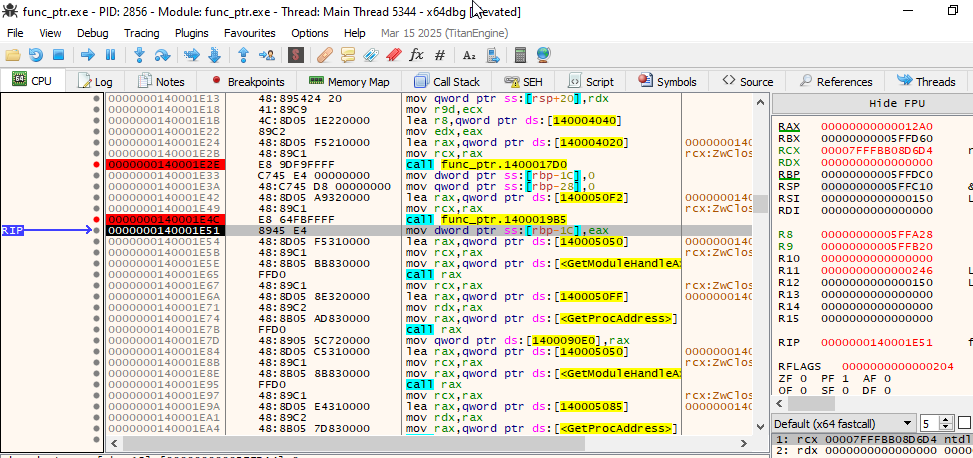 func_ptr.exe - PID: 2856 - Module: func_ptr.exe - Thread: Main Thread 5344 - x64dbg [elevated]
File View Debug Tracing Plugins Favourites Options Help Mar 15 2025 (TitanEngine)
CPU Log Notes Breakpoints Memory Map Call Stack SEH Script Symbols Source References Threads
0000000140001E13 48:895424 20 mov qword ptr ss:[rsp+20],rdx
0000000140001E18 41:89C9 mov r9d,ecx
0000000140001E1B 4C:8D05 1E220000 lea r8,qword ptr ds:[140004040]
0000000140001E22 89C2 mov edx,eax
0000000140001E24 48:8D05 F5210000 lea rax,qword ptr ds:[140004020] 00000001400
0000000140001E2B 48:89C1 mov rcx,rax rcx:ZwClos
0000000140001E2E E8 9DF9FFFF call func_ptr.1400017D0
0000000140001E33 C745 E4 00000000 mov dword ptr ss:[rbp-1C],0
0000000140001E3A 48:C745 D8 00000000 mov qword ptr ss:[rbp-28],0
0000000140001E42 48:8D05 A9320000 lea rax,qword ptr ds:[1400050F2] 00000001400
0000000140001E49 48:89C1 mov rcx,rax rcx:ZwClos
0000000140001E4C E8 64FBFFFF call func_ptr.1400019B5
RIP 0000000140001E51 8945 E4 mov dword ptr ss:[rbp-1C],eax
0000000140001E54 48:8D05 F5310000 lea rax,qword ptr ds:[140005050] 00000001400
0000000140001E5B 48:89C1 mov rcx,rax rcx:ZwClos
0000000140001E5E 48:8B05 BB830000 mov rax,qword ptr ds:[<GetModuleHandleA>
0000000140001E65 FFD0 call rax
0000000140001E67 48:89C1 mov rcx,rax rcx:ZwClos
0000000140001E6A 48:8D05 8E320000 lea rax,qword ptr ds:[1400050FF] 00000001400
0000000140001E71 48:89C2 mov rdx,rax
0000000140001E74 48:8B05 AD830000 mov rax,qword ptr ds:[<GetProcAddress>]
0000000140001E7B FFD0 call rax
0000000140001E7D 48:8905 5C720000 mov qword ptr ds:[1400090E0],rax
0000000140001E84 48:8D05 C5310000 lea rax,qword ptr ds:[140005050] 00000001400
0000000140001E8B 48:89C1 mov rcx,rax rcx:ZwClos
0000000140001E8E 48:8B05 8B830000 mov rax,qword ptr ds:[<GetModuleHandleA>
0000000140001E95 FFD0 call rax
0000000140001E97 48:89C1 mov rcx,rax rcx:ZwClos
0000000140001E9A 48:8D05 E4310000 lea rax,qword ptr ds:[140005085] 00000001400
0000000140001EA1 48:89C2 mov rdx,rax
0000000140001EA4 48:8B05 7D830000 mov rax,qword ptr ds:[<GetProcAddress>]
Hide FPU
RAX 00000000000012A0
RBX 00000000005FFD60
RCX 00007FFFBB08D6D4
RDX 0000000000000000
RBP 00000000005FFDC0
RSP 00000000005FFC10 &
RSI 0000000000000150 L
RDI 0000000000000000
R8 00000000005FFA28
R9 00000000005FFB20
R10 0000000000000000
R11 0000000000000246 L
R12 0000000000000150 L
R13 0000000000000000
R14 0000000000000000
R15 0000000000000000
RIP 0000000140001E51 f
RFLAGS 0000000000000204
ZF 0 PF 1 AF 0
OF 0 SF 0 DF 0
Default (x64 fastcall) 5
1: rcx 00007FFFBB08D6D4 ntdl
2: rdx 0000000000000000 0000